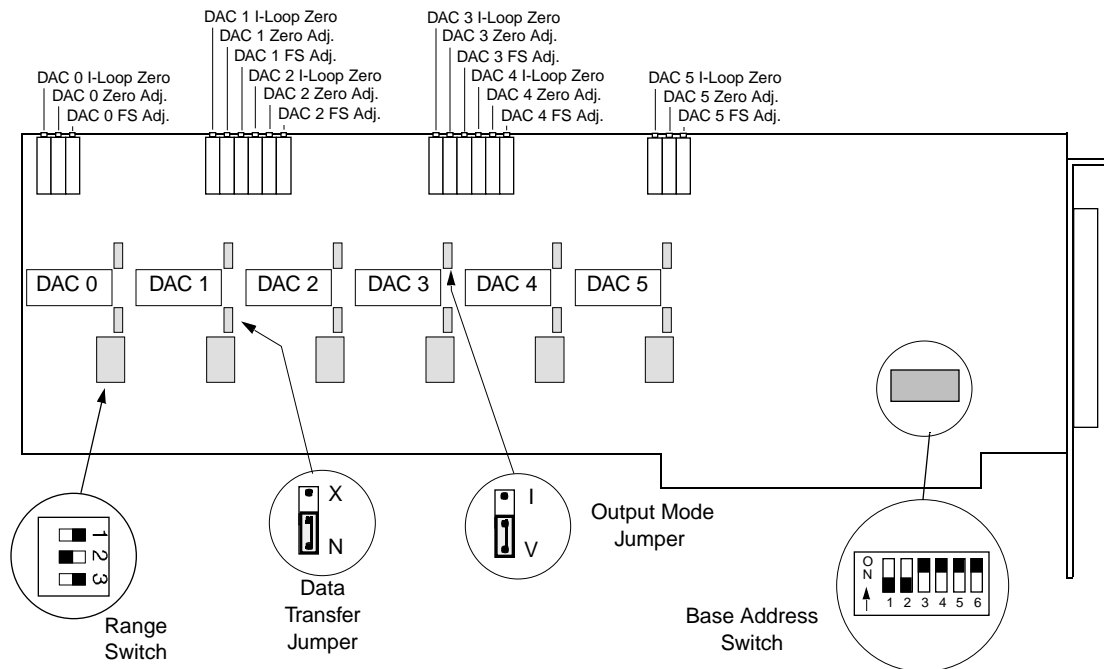 DAC 1 I-Loop Zero
DAC 1 Zero Adj.
DAC 1 FS Adj.
DAC 2 I-Loop Zero
DAC 2 Zero Adj.
DAC 2 FS Adj.
DAC 3 I-Loop Zero
DAC 3 Zero Adj.
DAC 3 FS Adj.
DAC 4 I-Loop Zero
DAC 4 Zero Adj.
DAC 4 FS Adj.
DAC 0 I-Loop Zero
DAC 0 Zero Adj.
DAC 0 FS Adj.
DAC 5 I-Loop Zero
DAC 5 Zero Adj.
DAC 5 FS Adj.
DAC 0
DAC 1
DAC 2
DAC 3
DAC 4
DAC 5
1
2
3
Range
Switch
X
N
Data
Transfer
Jumper
I
V
Output Mode
Jumper
Base Address
Switch
ON
1 2 3 4 5 6